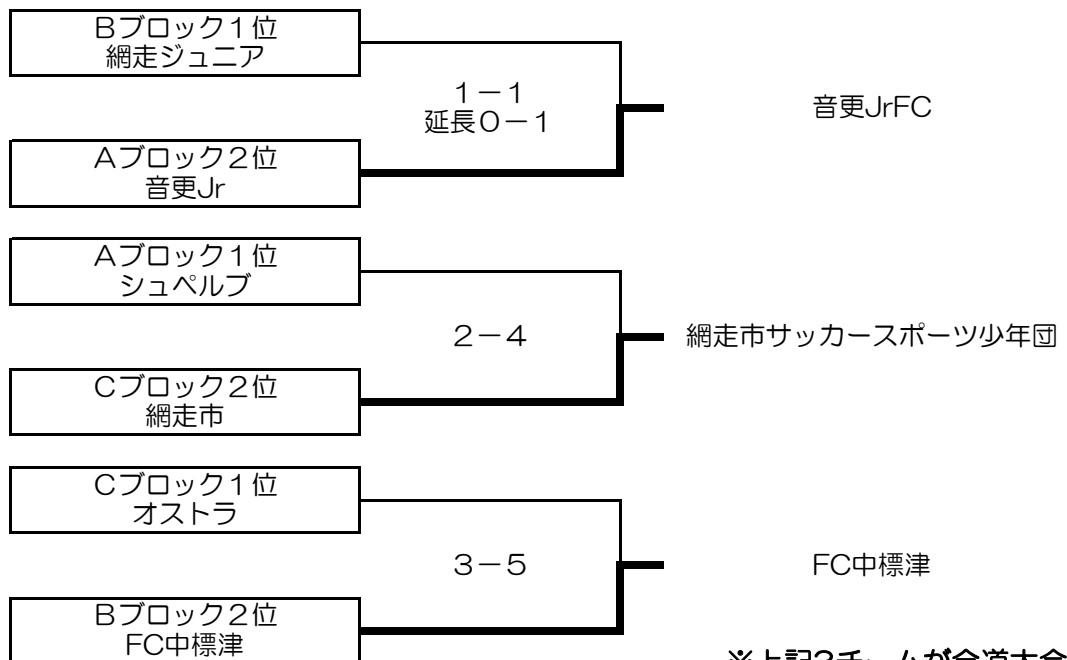 Bブロック１位
網走ジュニア
１－１
延長０－１
音更JrFC
Aブロック２位
音更Jr
Aブロック１位
シュペルブ
２－４
網走市サッカースポーツ少年団
Cブロック２位
網走市
Cブロック１位
オストラ
３－５
FC中標津
Bブロック２位
FC中標津